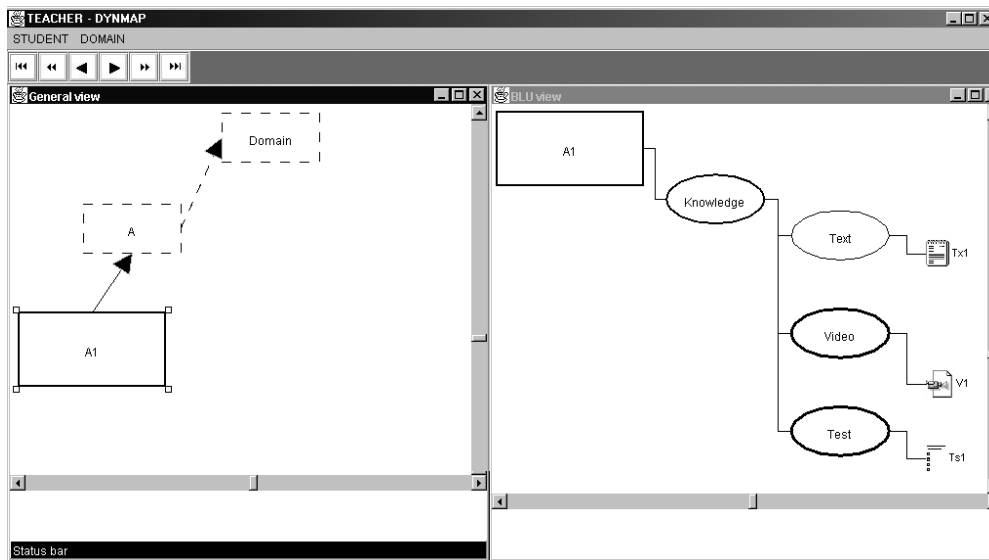 TEACHER - DYNMAP
STUDENT DOMAIN
General view
Domain
A
A1
Status bar
BLU view
A1
Knowledge
Text
Tx1
Video
V1
Test
Ts1